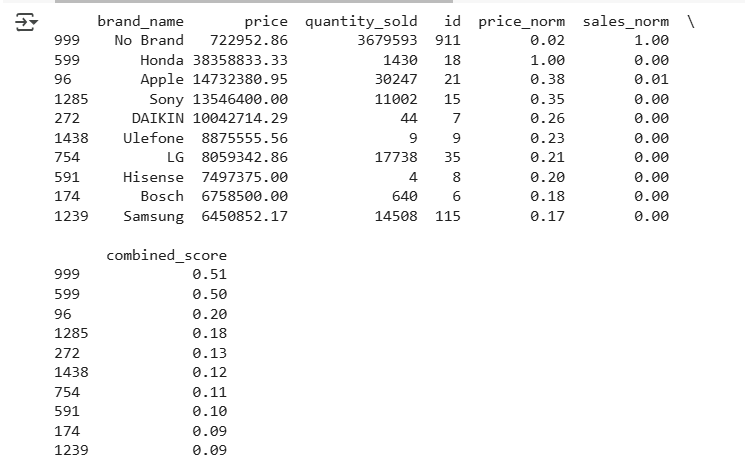 brand_name price quantity_sold id price_norm sales_norm \
999 No Brand 722952.86 3679593 911 0.02 1.00
599 Honda 38358833.33 1430 18 1.00 0.00
96 Apple 14732380.95 30247 21 0.38 0.01
1285 Sony 13546400.00 11002 15 0.35 0.00
272 DAIKIN 10042714.29 44 7 0.26 0.00
1438 Ulefone 8875555.56 9 9 0.23 0.00
754 LG 8059342.86 17738 35 0.21 0.00
591 Hisense 7497375.00 4 8 0.20 0.00
174 Bosch 6758500.00 640 6 0.18 0.00
1239 Samsung 6450852.17 14508 115 0.17 0.00
combined_score
999 0.51
599 0.50
96 0.20
1285 0.18
272 0.13
1438 0.12
754 0.11
591 0.10
174 0.09
1239 0.09